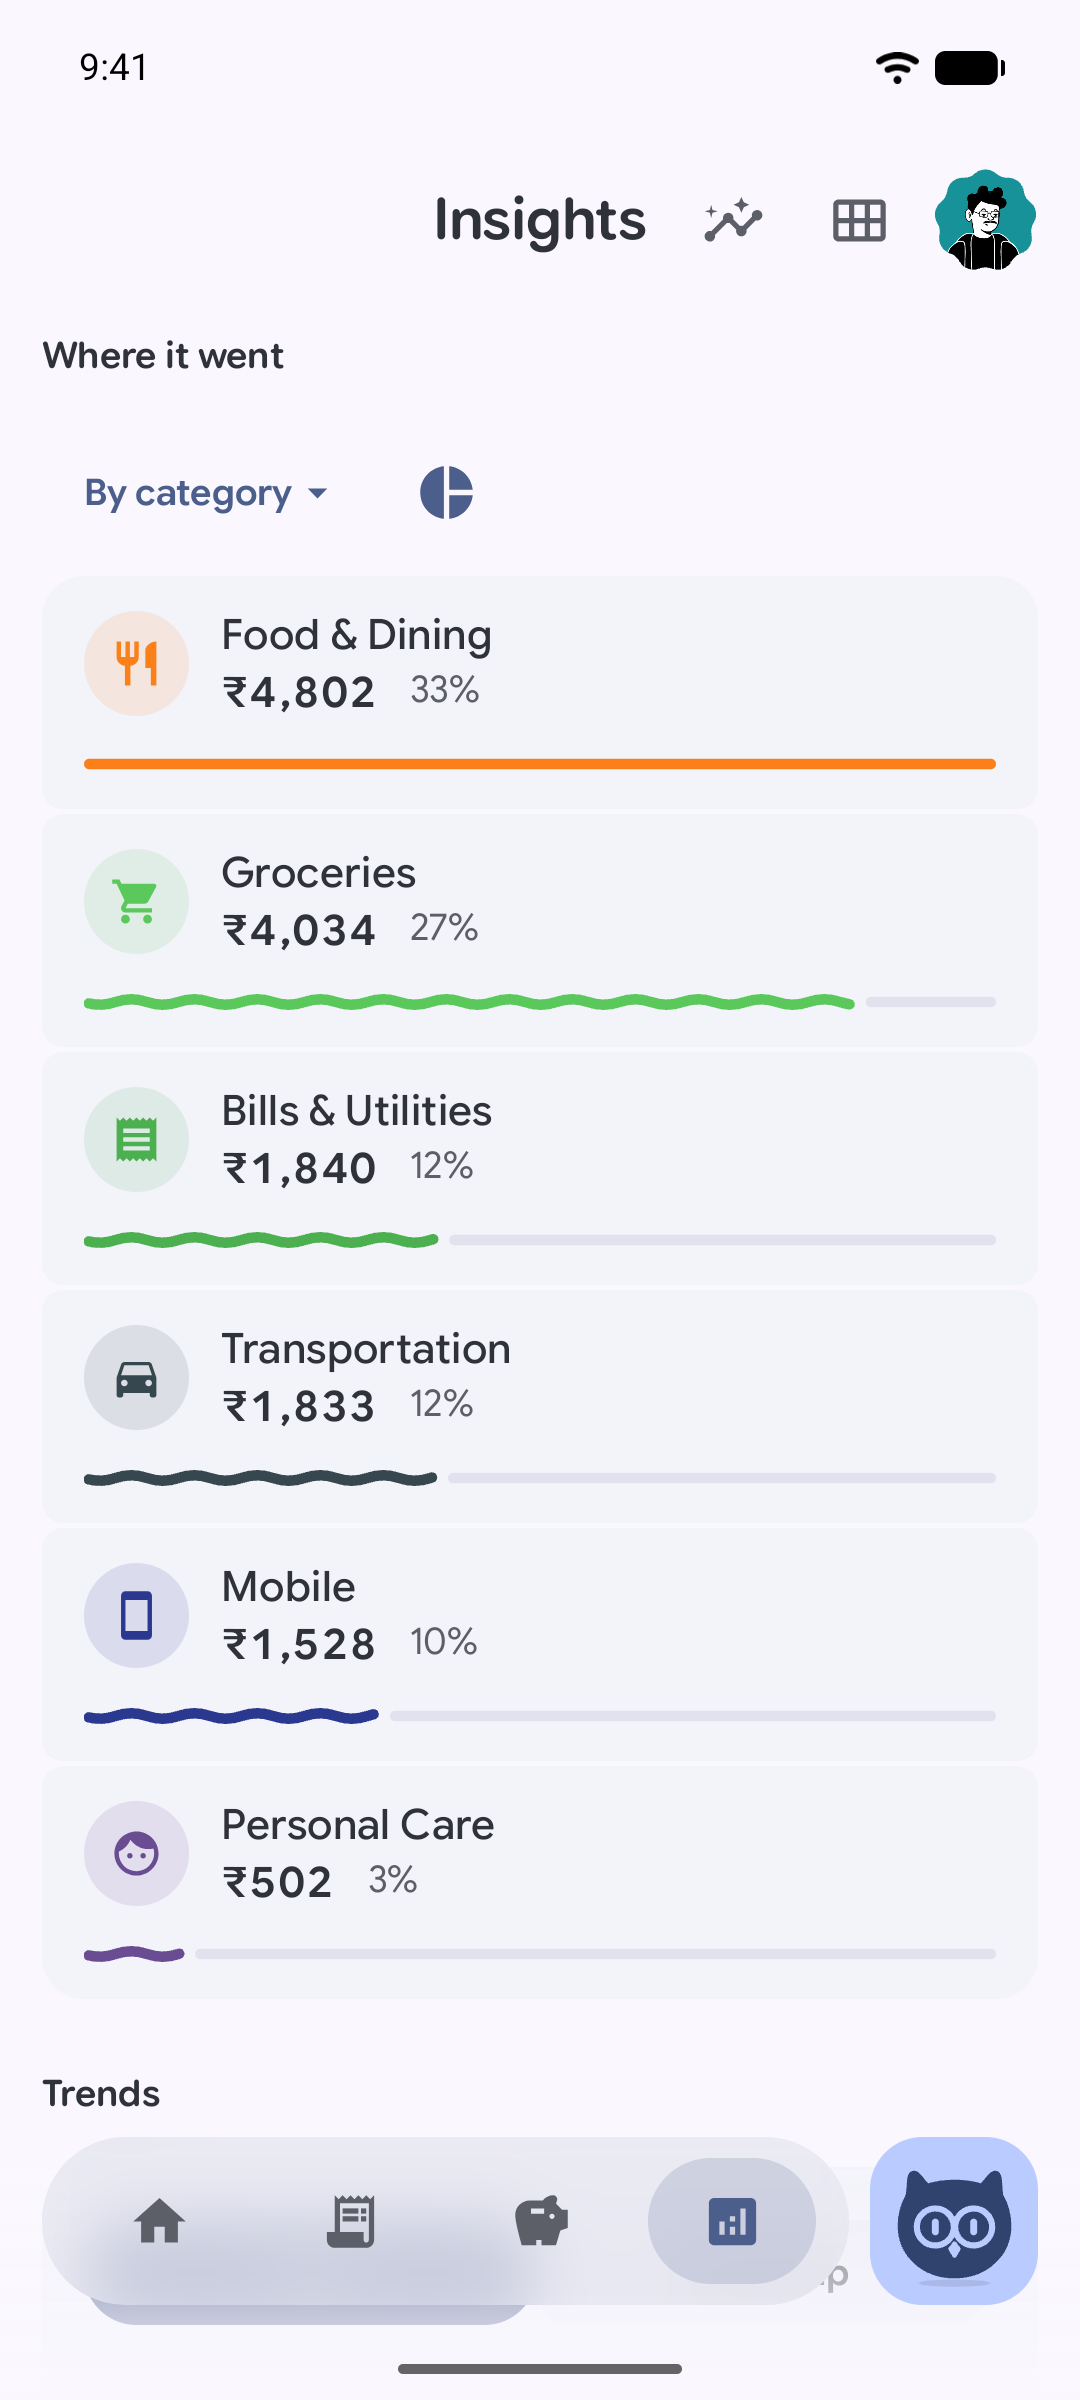 9:41
Insights
Where it went
By category
Food & Dining
₹4,802 33%
Groceries
₹4,034 27%
Bills & Utilities
₹1,840 12%
Transportation
₹1,833 12%
Mobile
₹1,528 10%
Personal Care
₹502 3%
Trends